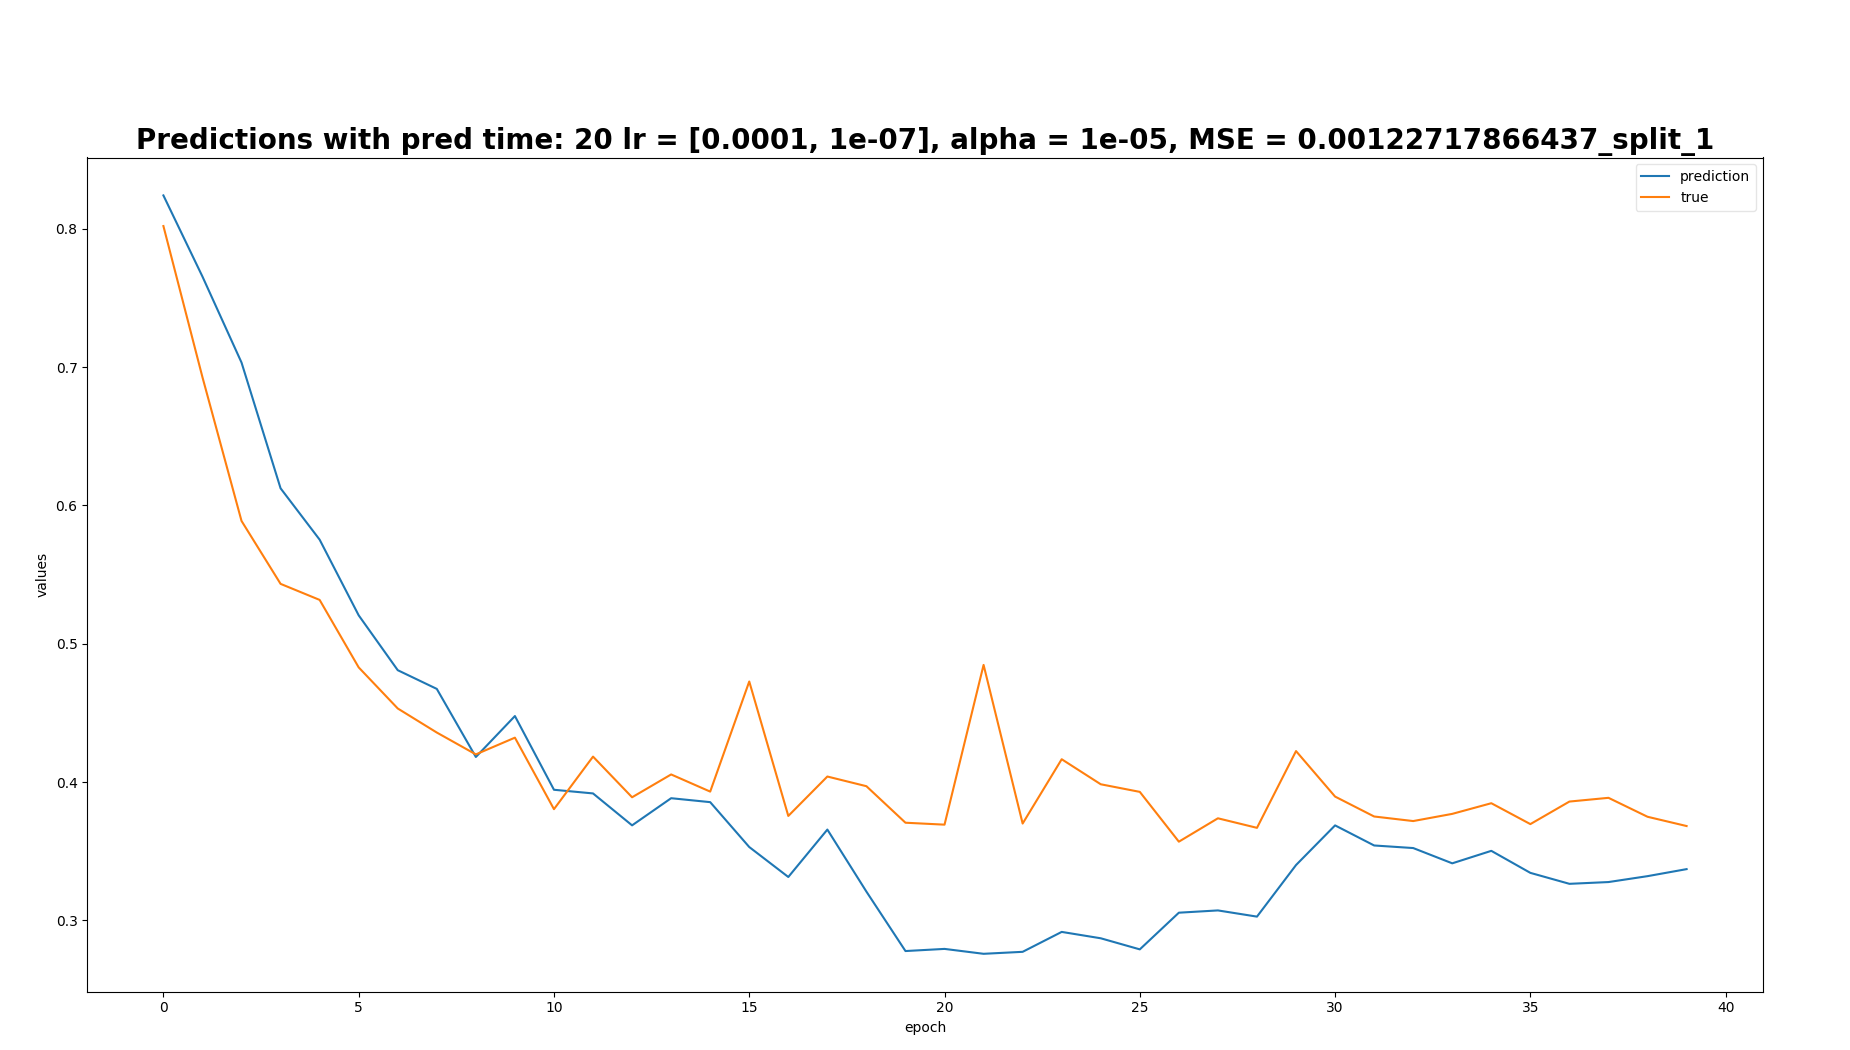 Predictions with pred time: 20 lr = [0.0001, 1e-07], alpha = 1e-05, MSE = 0.00122717866437_split_1
prediction
true
0.8
0.7
0.6
0.5
0.4
0.3
values
0 5 10 15 20 25 30 35 40
epoch